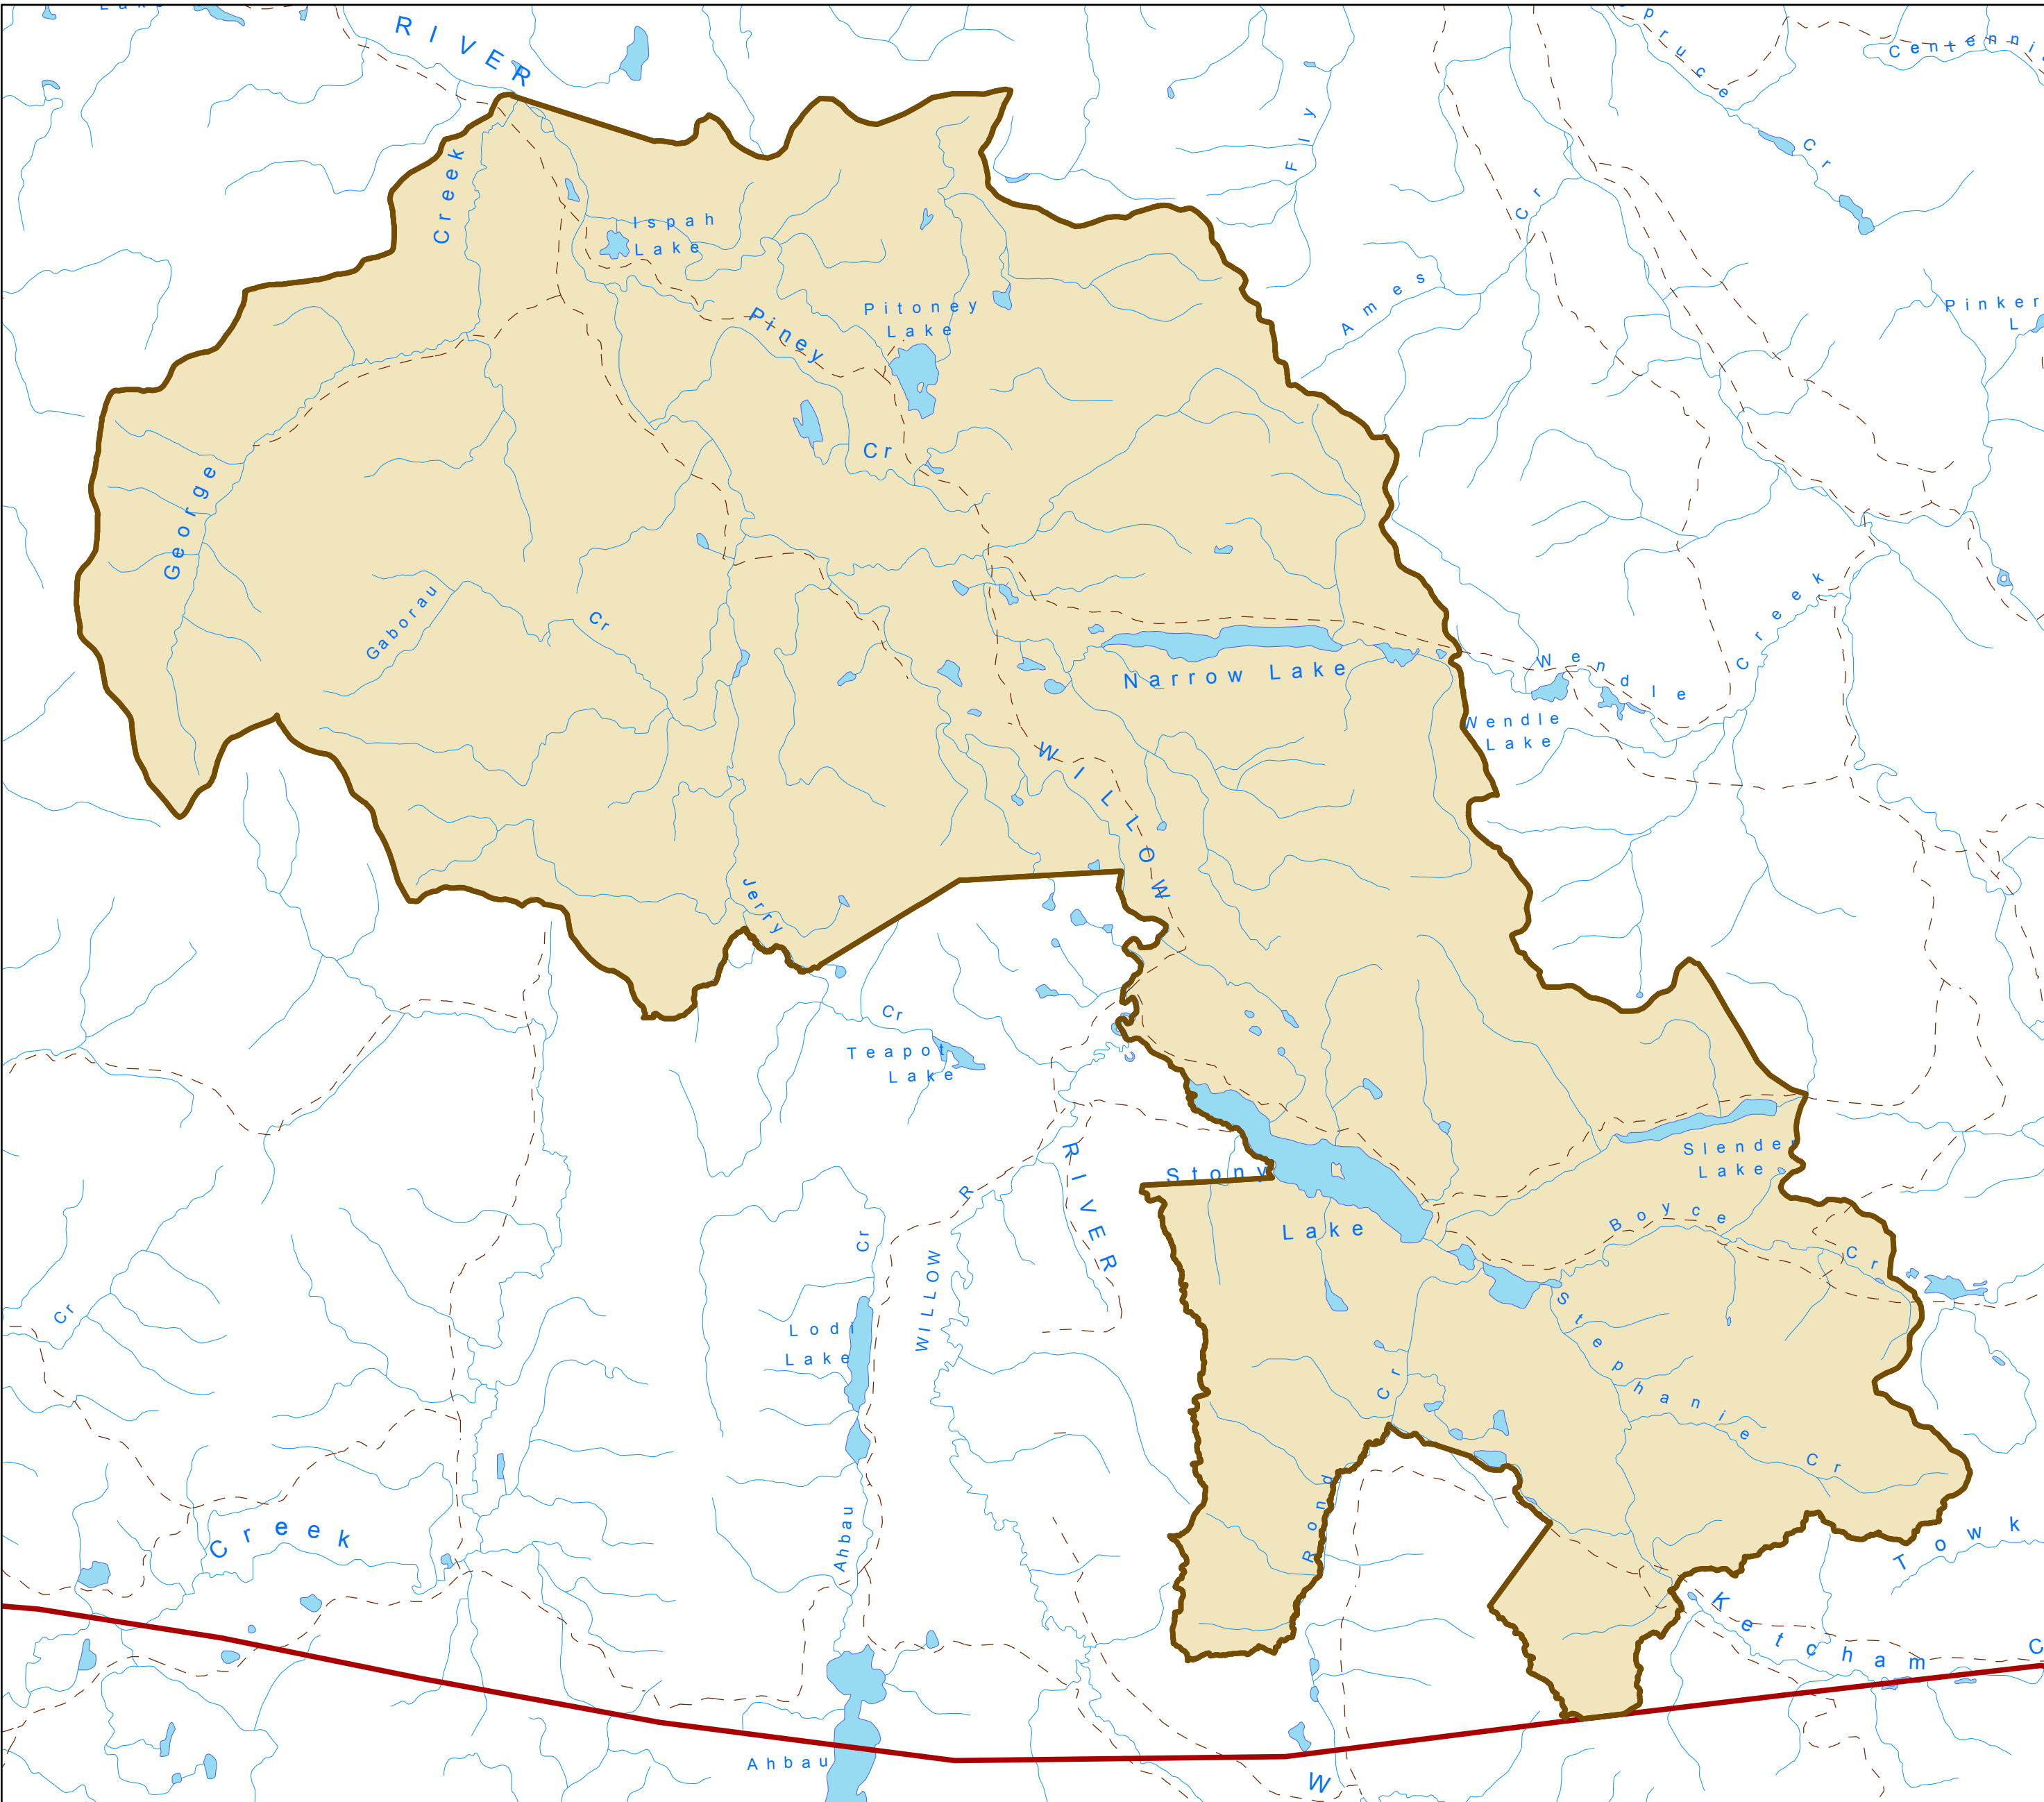 Lake
RIVER
Spruce
Cr
Centenni
Creek
Fly
Ispah
Lake
Cr
Ames
Pitoney
Lake
Piney
Cr
Pinker
L
George
Gaborau
Cr
Creek
Narrow Lake
Wendle
Wendle
Lake
WILLOW
Jerry
Cr
Teapot
Lake
RIVER
Stony
Lake
Slender
Lake
Boyce
Cr
R
WILLOW
Cr
Lodi
Lake
Cr
Stephanie
Cr
Cr
Rond
Ahbau
Creek
Towk
Ketcham
C
Ahbau
W